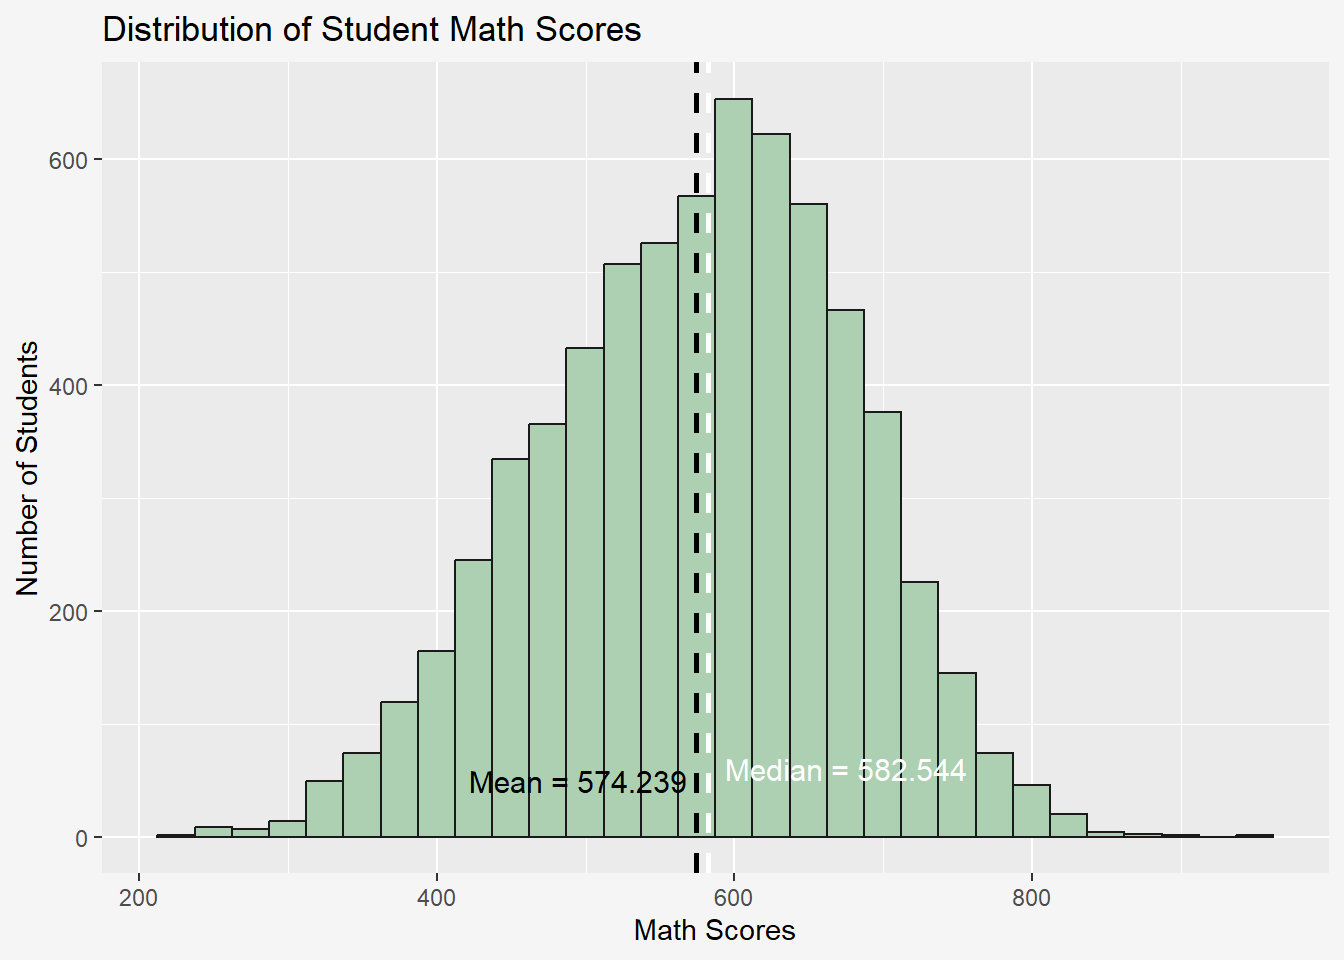 Distribution of Student Math Scores
Number of Students
600
400
200
0
Mean = 574.239
Median = 582.544
200
400
600
800
Math Scores